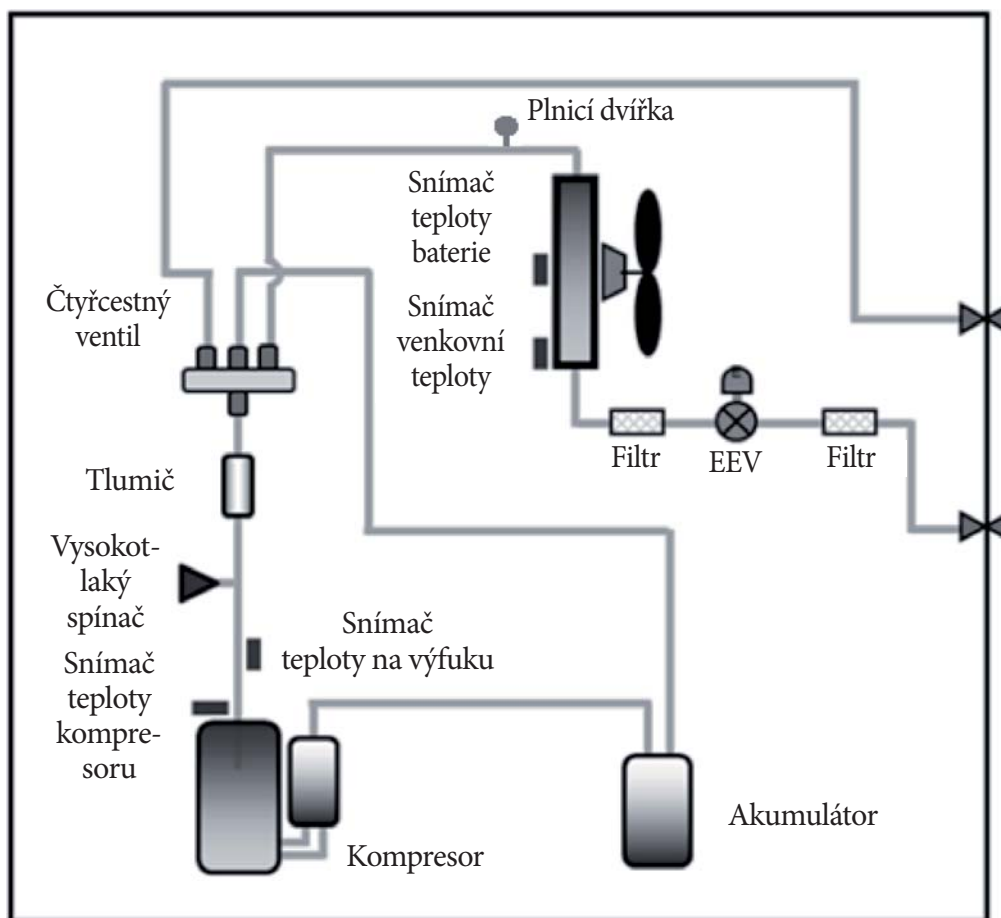 Plnicí dvířka
Snímač
teploty
baterie
Čtyřcestný
ventil
Snímač
venkovní
teploty
Filtr
EEV
Filtr
Tlumič
Vysokot-
laký
spínač
Snímač
teploty na výfuku
Snímač
teploty
kompre-
soru
Kompresor
Akumulátor
E